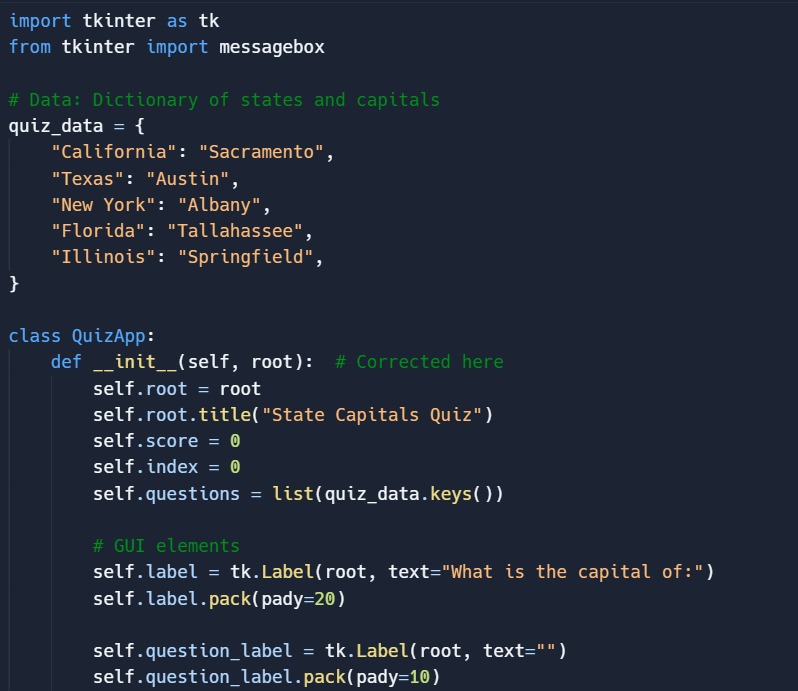 import tkinter as tk
from tkinter import messagebox

# Data: Dictionary of states and capitals
quiz_data = {
    "California": "Sacramento",
    "Texas": "Austin",
    "New York": "Albany",
    "Florida": "Tallahassee",
    "Illinois": "Springfield",
}

class QuizApp:
    def __init__(self, root):  # Corrected here
        self.root = root
        self.root.title("State Capitals Quiz")
        self.score = 0
        self.index = 0
        self.questions = list(quiz_data.keys())

        # GUI elements
        self.label = tk.Label(root, text="What is the capital of:")
        self.label.pack(pady=20)

        self.question_label = tk.Label(root, text="")
        self.question_label.pack(pady=10)